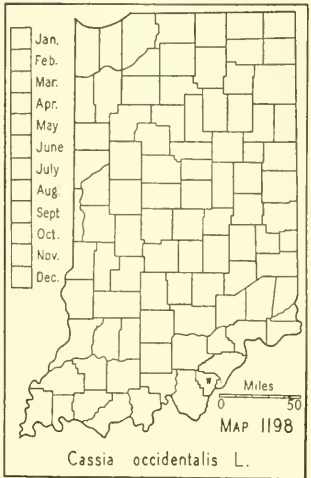 Jan.
Feb.
Mar.
Apr.
May
June
July
Aug.
Sept
Oct.
Nov.
Dec.
w
Miles
0 50
MAP 1198
Cassia occidentalis L.